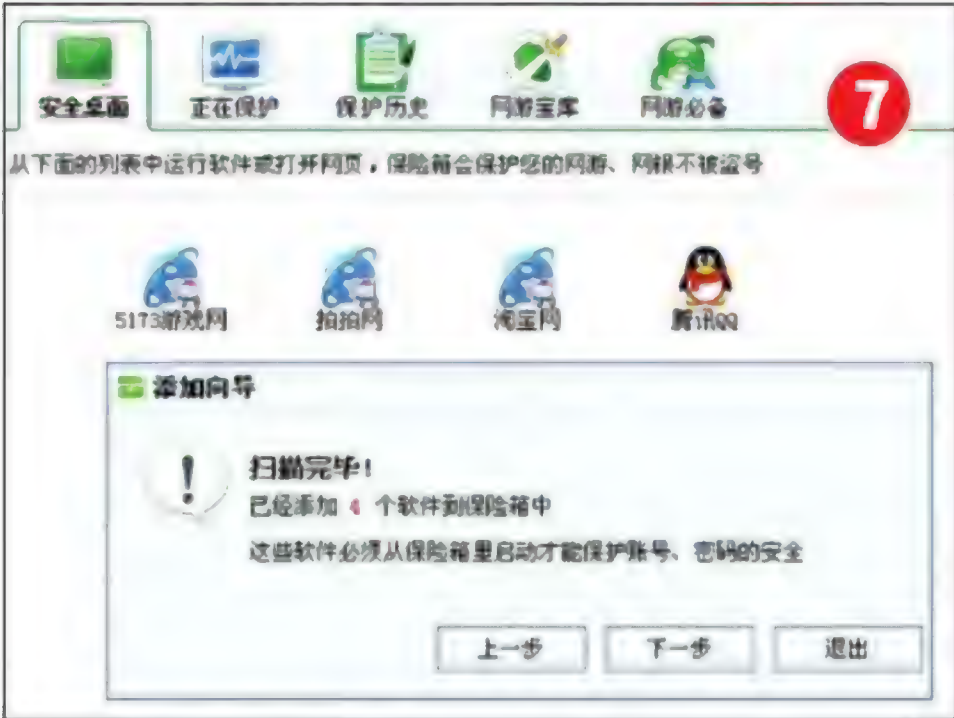 安全桌面 正在保护 保护历史 网游宝库 网游必备
7
从下面的列表中运行软件或打开网页，保险箱会保护您的网游、网银不被盗号
5173游戏网 拍拍网 淘宝网 腾讯QQ
添加向导
扫描完毕!
已经添加 4 个软件到保险箱中
这些软件必须从保险箱里启动才能保护账号、密码的安全
上一步 下一步 退出